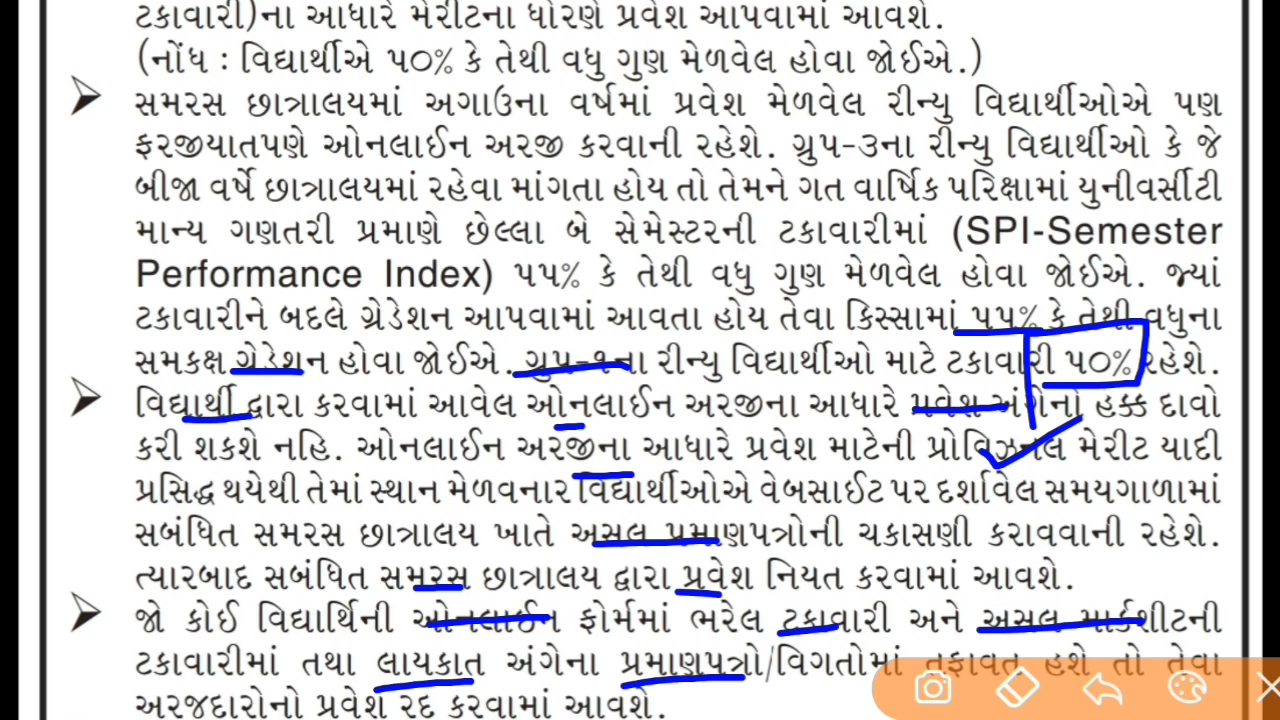 ટકાવારી)ના આધારે મેરીટના ધોરણે પ્રવેશ આપવામાં આવશે.
(નોંધ : વિદ્યાર્થીએ ૫૦% કે તેથી વધુ ગુણ મેળવેલ હોવા જોઈએ.)
સમરસ છાત્રાલયમાં અગાઉના વર્ષમાં પ્રવેશ મેળવેલ રીન્યુ વિદ્યાર્થીઓએ પણ
ફરજીયાતપણે ઓનલાઈન અરજી કરવાની રહેશે. ગ્રુપ-૩ના રીન્યુ વિદ્યાર્થીઓ કે જે
બીજા વર્ષે છાત્રાલયમાં રહેવા માંગતા હોય તો તેમને ગત વાર્ષિક પરિક્ષામાં યુનીવર્સીટી
માન્ય ગણતરી પ્રમાણે છેલ્લા બે સેમેસ્ટરની ટકાવારીમાં (SPI-Semester
Performance Index) ૫૫% કે તેથી વધુ ગુણ મેળવેલ હોવા જોઈએ. જ્યાં
ટકાવારીને બદલે ગ્રેડેશન આપવામાં આવતા હોય તેવા કિસ્સામાં ૫૫% કે તેથી વધુના
સમકક્ષ ગ્રેડેશન હોવા જોઈએ. ગ્રુપ-૧ના રીન્યુ વિદ્યાર્થીઓ માટે ટકાવારી ૫૦% રહેશે.
વિદ્યાર્થી દ્વારા કરવામાં આવેલ ઓનલાઈન અરજીના આધારે પ્રવેશ અંગેનો હક્ક દાવો
કરી શકશે નહિ. ઓનલાઈન અરજીના આધારે પ્રવેશ માટેની પ્રોવિઝનલ મેરીટ યાદી
પ્રસિદ્ધ થયેથી તેમાં સ્થાન મેળવનાર વિદ્યાર્થીઓએ વેબસાઈટ પર દર્શાવેલ સમયગાળામાં
સબંધિત સમરસ છાત્રાલય ખાતે અસલ પ્રમાણપત્રોની ચકાસણી કરાવવાની રહેશે.
ત્યારબાદ સબંધિત સમરસ છાત્રાલય દ્વારા પ્રવેશ નિયત કરવામાં આવશે.
જો કોઈ વિદ્યાર્થિની ઓનલાઈન ફોર્મમાં ભરેલ ટકાવારી અને અસલ માર્કશીટની
ટકાવારીમાં તથા લાયકાત અંગેના પ્રમાણપત્રો/વિગતોમાં તફાવત હશે તો તેવા
અરજદારોનો પ્રવેશ રદ કરવામાં આવશે.